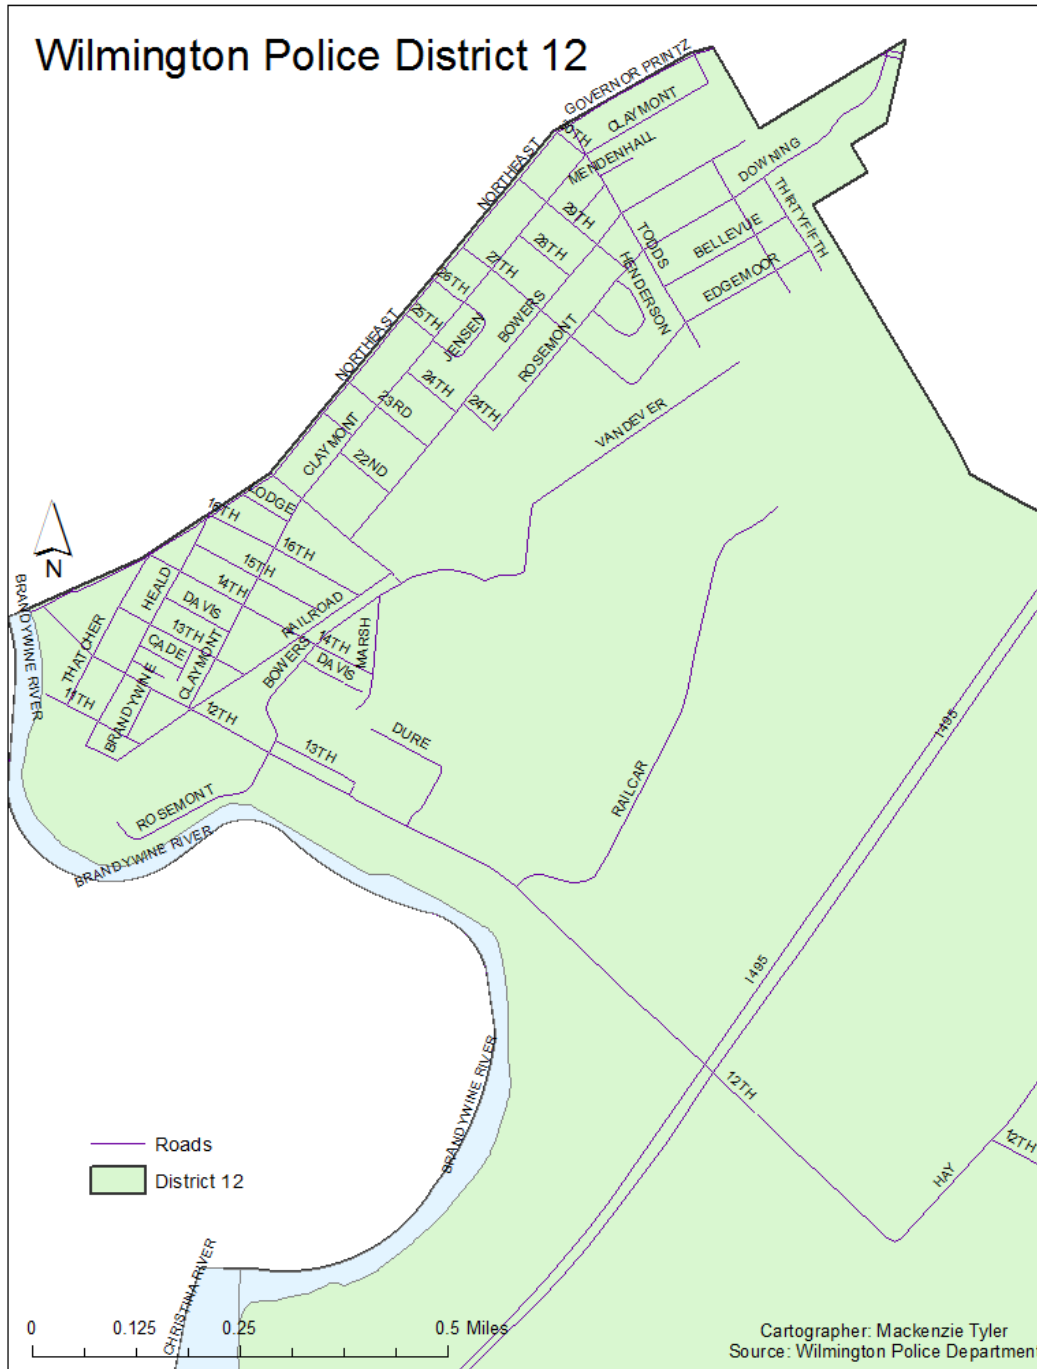 Wilmington Police District 12
GOVERNOR PRINTZ
CLAYMONT
30TH
MENDENHALL
NORTHEAST
DOWNING
THIRTYFIFTH
29TH
TODDS
BELLEVUE
28TH
27TH
HENDERSON
EDGEMOOR
26TH
BOWERS
25TH
JENSEN
NORTHEAST
ROSEMONT
24TH
24TH
23RD
VANDEVER
CLAYMONT
22ND
LODGE
16TH
16TH
15TH
N
14TH
HEALD
DAVIS
RAILROAD
BRANDYWINE RIVER
THATCHER
13TH
14TH
MARSH
CADE
BOWERS
DAVIS
CLAYMONT
BRANDYWINE
11TH
12TH
13TH
DURE
I495
RAILCAR
ROSEMONT
BRANDYWINE RIVER
I495
BRANDYWINE RIVER
12TH
12TH
HAY
Roads
District 12
CHRISTINA RIVER
0 0.125 0.25 0.5 Miles
Cartographer: Mackenzie Tyler
Source: Wilmington Police Department